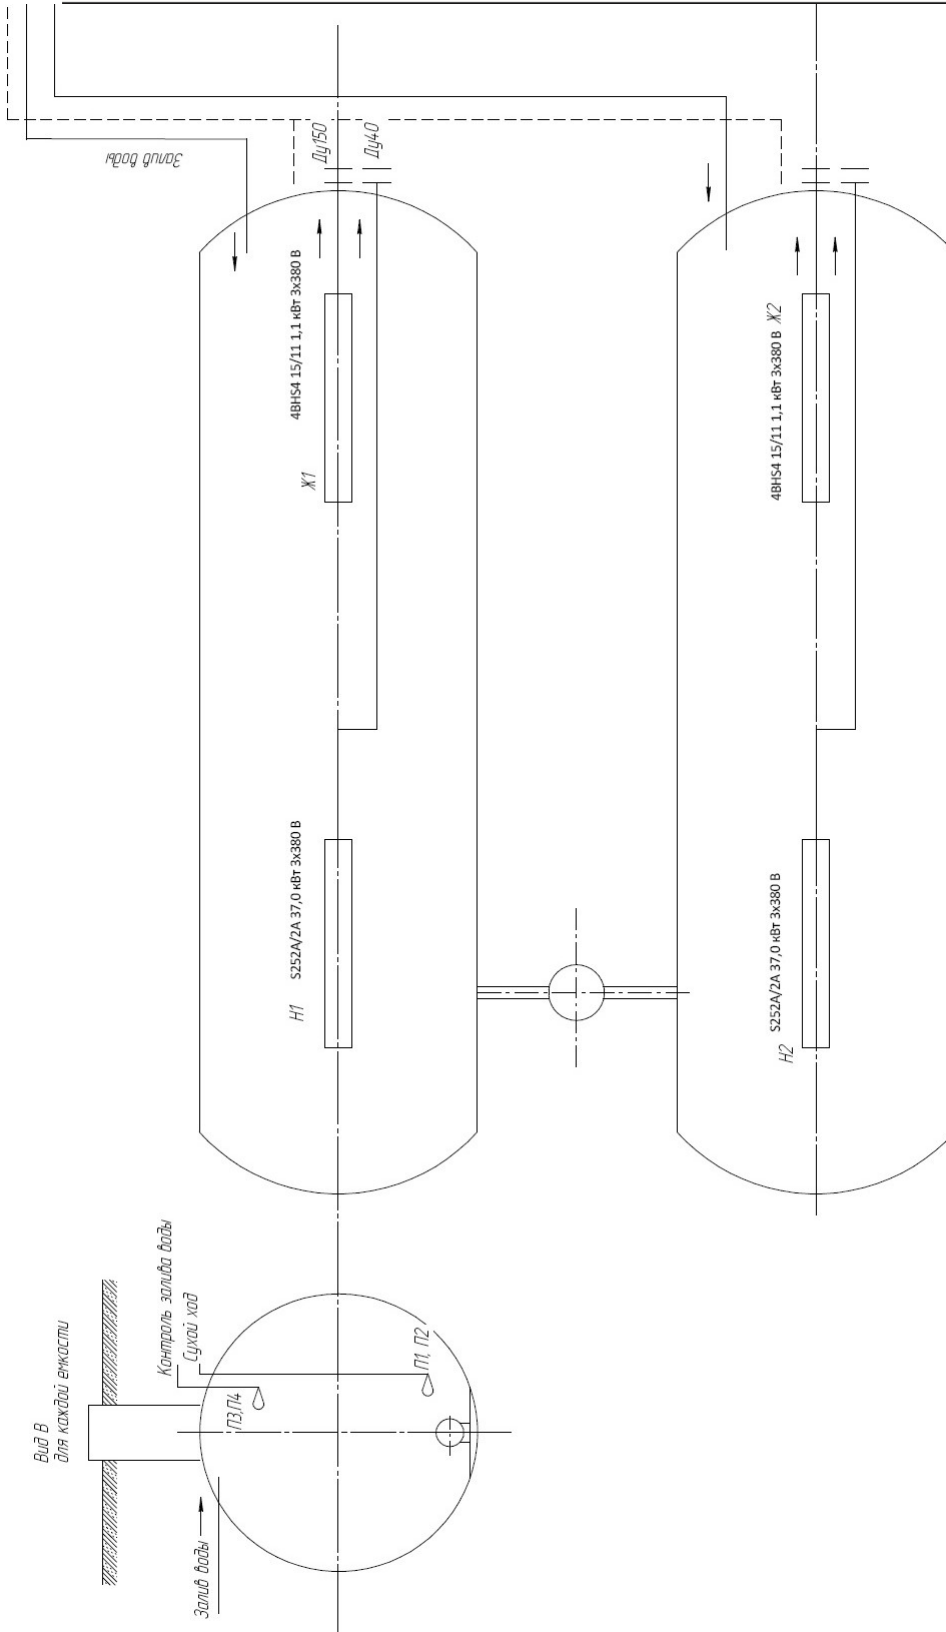 Залив воды
Ду150
Ду40
4BHS4 15/11 1,1 кВт 3х380 В
Ж1
4BHS4 15/11 1,1 кВт 3х380 В
Ж2
S252A/2A 37,0 кВт 3х380 В
Н1
S252A/2A 37,0 кВт 3х380 В
Н2
Вид В
для каждой емкости
Контроль залива воды
Сухой ход
П3,П4
П1, П2
Залив воды